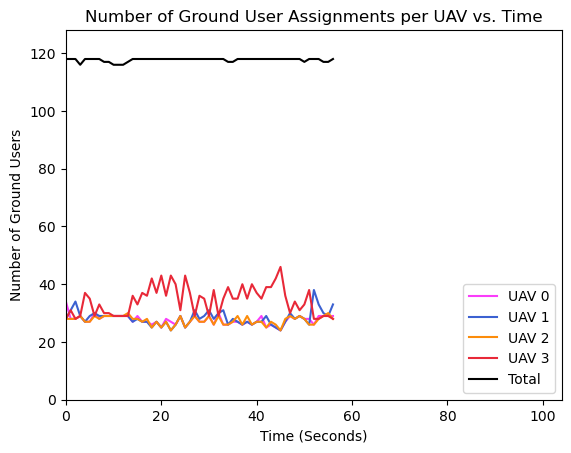 Number of Ground User Assignments per UAV vs. Time
Number of Ground Users
120
100
80
60
40
20
0
0 20 40 60 80 100
Time (Seconds)
UAV 0
UAV 1
UAV 2
UAV 3
Total